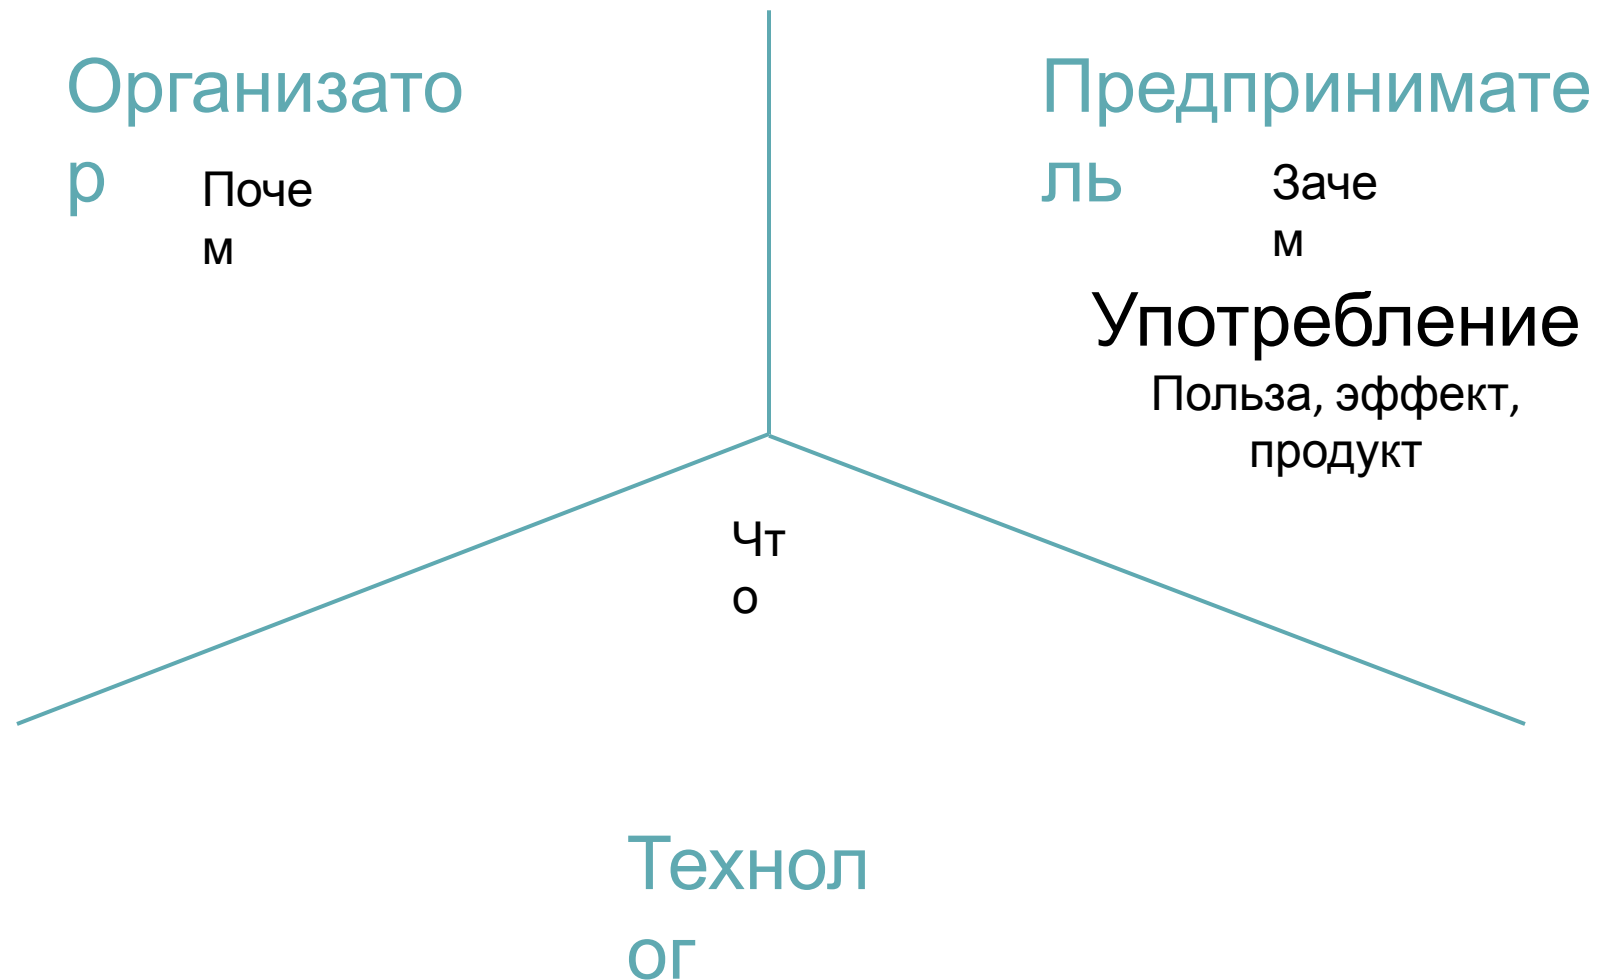 Организато
р
Поче
м
Предпринимате
ль
Заче
м
Употребление
Польза, эффект,
продукт
Чт
о
Технол
ог